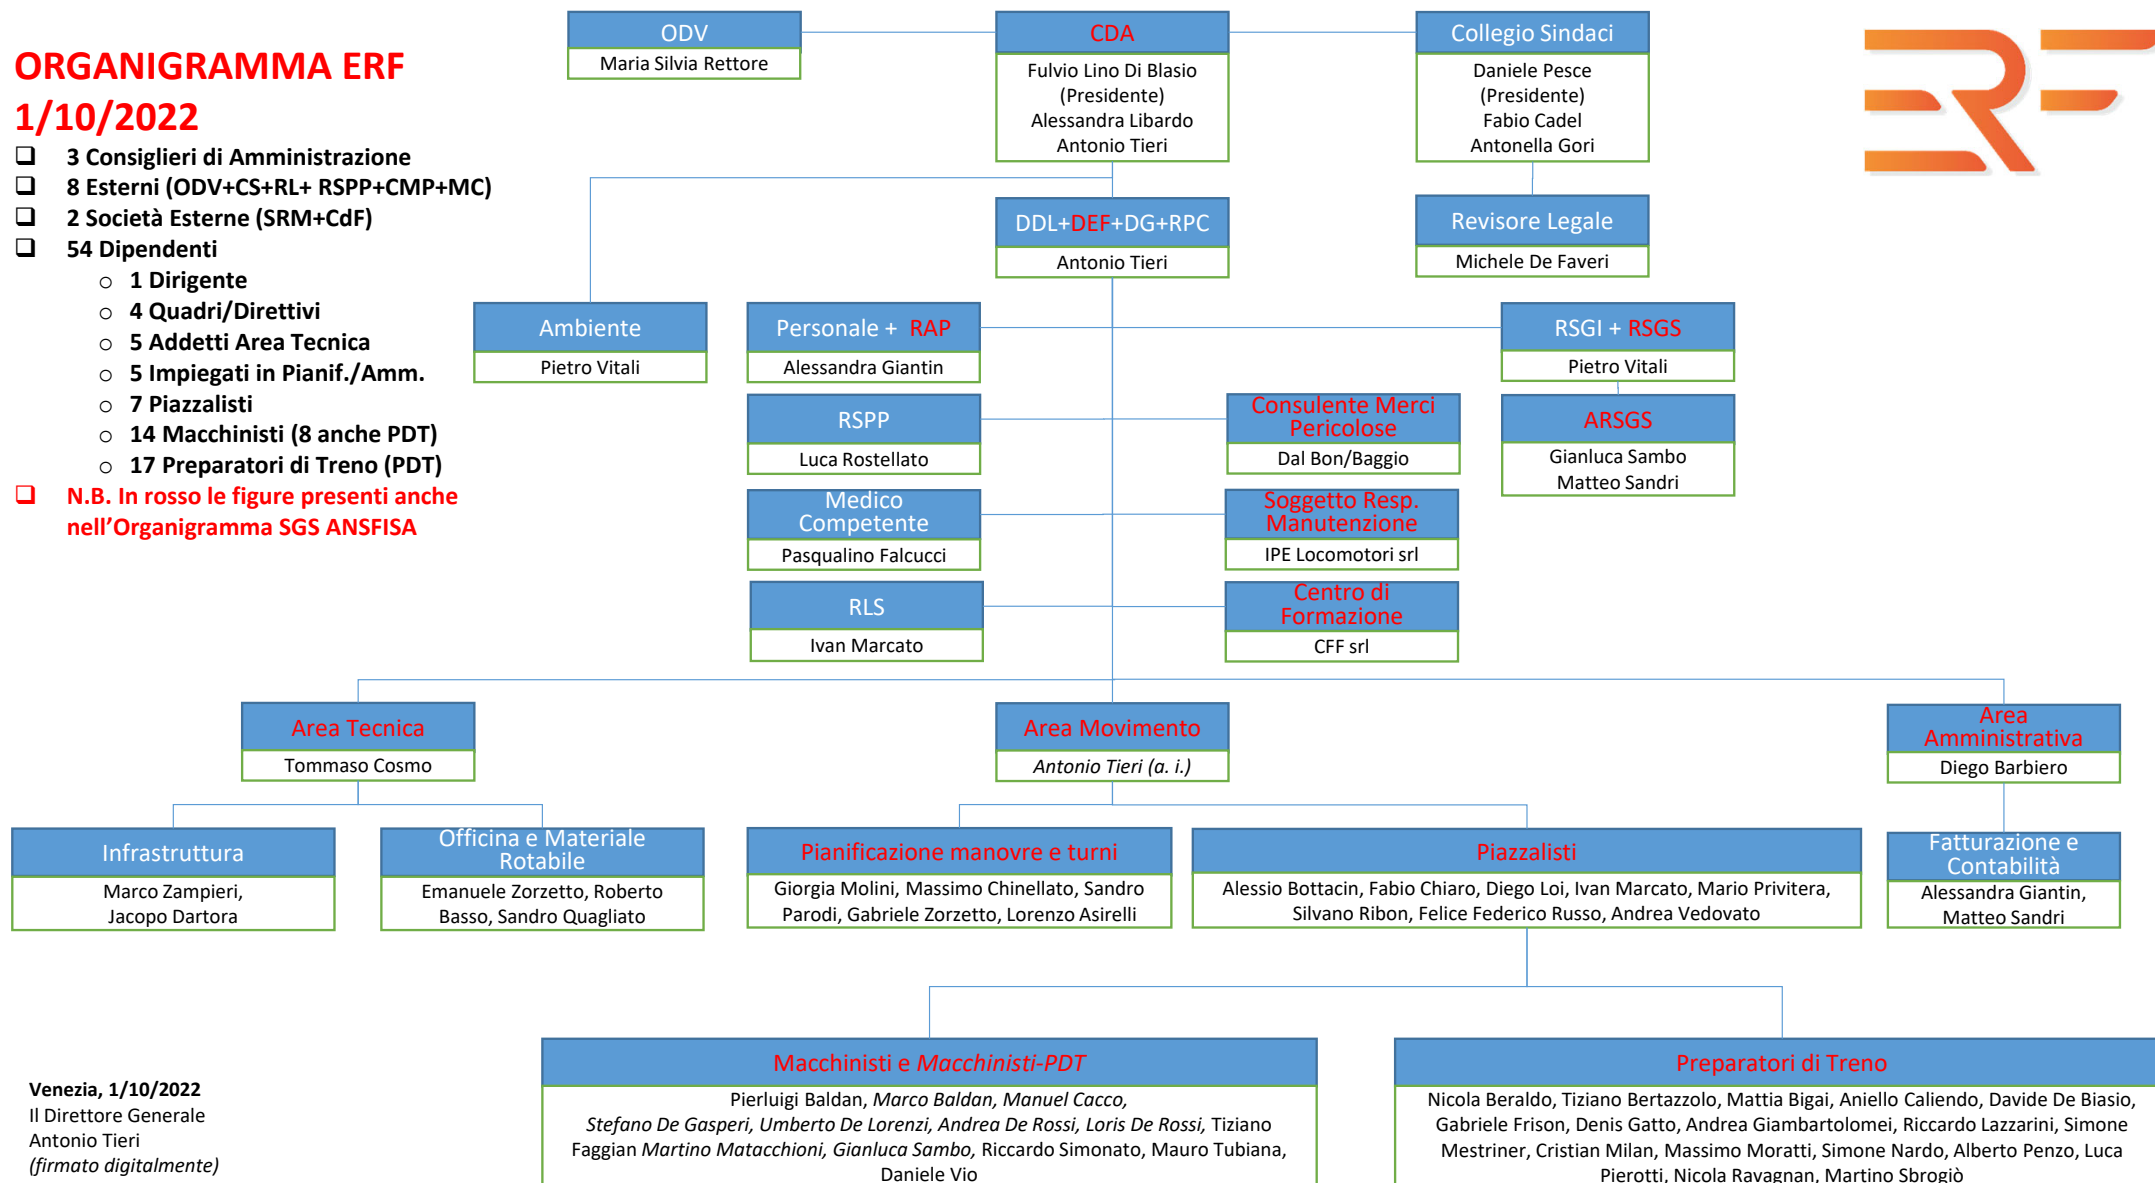 ORGANIGRAMMA ERF
1/10/2022
3 Consiglieri di Amministrazione
8 Esterni (ODV+CS+RL+ RSPP+CMP+MC)
2 Società Esterne (SRM+CdF)
54 Dipendenti
1 Dirigente
4 Quadri/Direttivi
5 Addetti Area Tecnica
5 Impiegati in Pianif./Amm.
7 Piazzalisti
14 Macchinisti (8 anche PDT)
17 Preparatori di Treno (PDT)
N.B. In rosso le figure presenti anche
nell'Organigramma SGS ANSFISA
ODV
Maria Silvia Rettore
CDA
Fulvio Lino Di Blasio
(Presidente)
Alessandra Libardo
Antonio Tieri
Collegio Sindaci
Daniele Pesce
(Presidente)
Fabio Cadel
Antonella Gori
ERF
DDL+DEF+DG+RPC
Antonio Tieri
Revisore Legale
Michele De Faveri
Ambiente
Pietro Vitali
Personale + RAP
Alessandra Giantin
RSGI + RSGS
Pietro Vitali
RSPP
Luca Rostellato
Consulente Merci
Pericolose
Dal Bon/Baggio
ARSGS
Gianluca Sambo
Matteo Sandri
Medico
Competente
Pasqualino Falcucci
Soggetto Resp.
Manutenzione
IPE Locomotori srl
RLS
Ivan Marcato
Centro di
Formazione
CFF srl
Area Tecnica
Tommaso Cosmo
Area Movimento
Antonio Tieri (a. i.)
Area
Amministrativa
Diego Barbiero
Infrastruttura
Marco Zampieri,
Jacopo Dartora
Officina e Materiale
Rotabile
Emanuele Zorzetto, Roberto
Basso, Sandro Quagliato
Pianificazione manovre e turni
Giorgia Molini, Massimo Chinellato, Sandro
Parodi, Gabriele Zorzetto, Lorenzo Asirelli
Piazzalisti
Alessio Bottacin, Fabio Chiaro, Diego Loi, Ivan Marcato, Mario Privitera,
Silvano Ribon, Felice Federico Russo, Andrea Vedovato
Fatturazione e
Contabilità
Alessandra Giantin,
Matteo Sandri
Macchinisti e Macchinisti-PDT
Pierluigi Baldan, Marco Baldan, Manuel Cacco,
Stefano De Gasperi, Umberto De Lorenzi, Andrea De Rossi, Loris De Rossi, Tiziano
Faggian Martino Matacchioni, Gianluca Sambo, Riccardo Simonato, Mauro Tubiana,
Daniele Vio
Preparatori di Treno
Nicola Beraldo, Tiziano Bertazzolo, Mattia Bigai, Aniello Caliendo, Davide De Biasio,
Gabriele Frison, Denis Gatto, Andrea Giambartolomei, Riccardo Lazzarini, Simone
Mestriner, Cristian Milan, Massimo Moratti, Simone Nardo, Alberto Penzo, Luca
Pierotti, Nicola Ravagnan, Martino Sbrogiò
Venezia, 1/10/2022
Il Direttore Generale
Antonio Tieri
(firmato digitalmente)